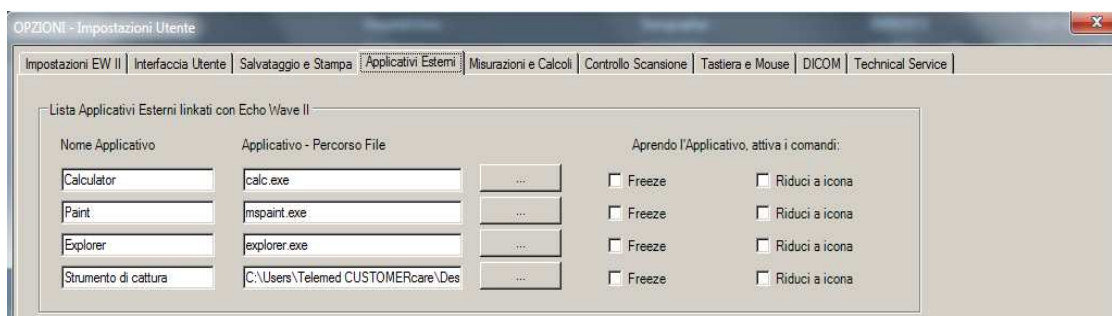 OPZIONI - Impostazioni Utente
Impostazioni EW II Interfaccia Utente Salvataggio e Stampa Applicativi Esterni Misurazioni e Calcoli Controllo Scansione Tastiera e Mouse DICOM Technical Service
Lista Applicativi Esterni linkati con Echo Wave II
Nome Applicativo Applicativo - Percorso File Aprendo l'Applicativo, attiva i comandi:
Calculator calc.exe ... Freeze Riduci a icona
Paint mspaint.exe ... Freeze Riduci a icona
Explorer explorer.exe ... Freeze Riduci a icona
Strumento di cattura C:\Users\Telemed CUSTOMERcare\Des ... Freeze Riduci a icona